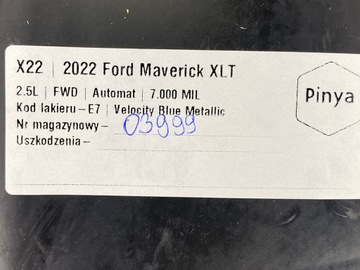 X22 | 2022 Ford Maverick XLT
2.5L | FWD | Automat | 7.000 MIL
Kod lakieru-E7 | Velocity Blue Metallic
Nr magazynowy- 03999
Uszkodzenia-
Pinya